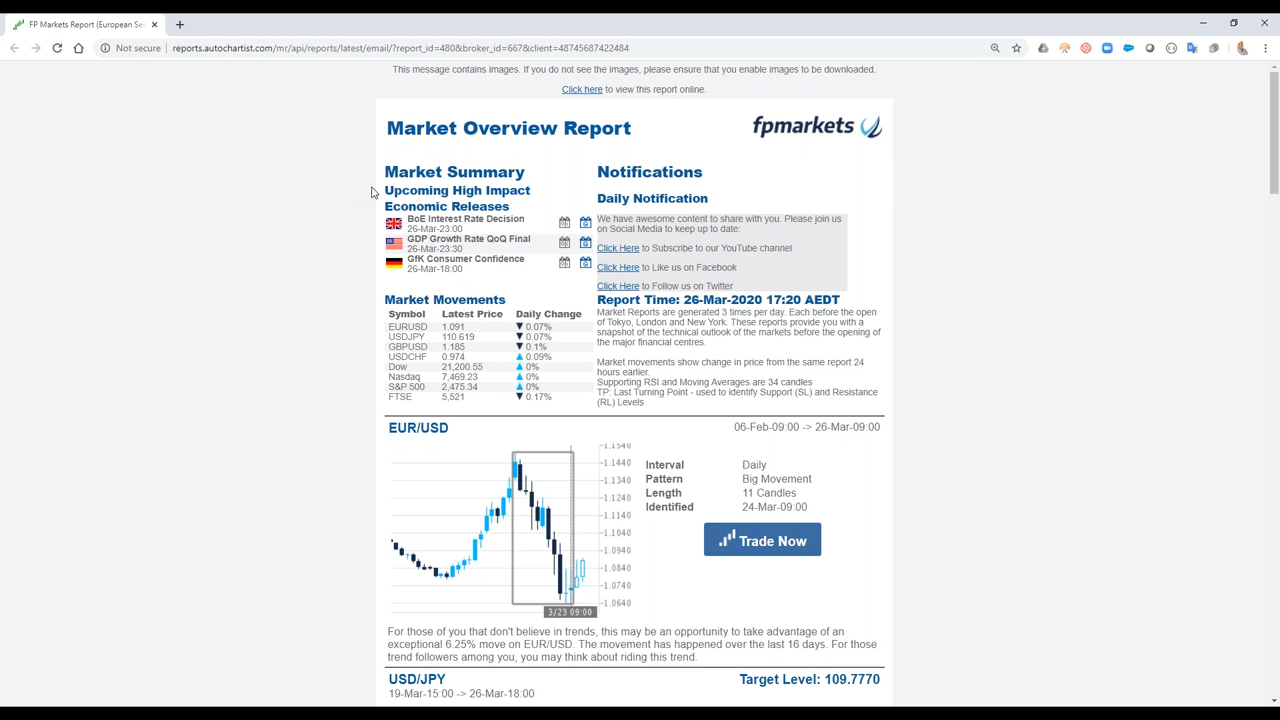 FP Markets Report (European Ses
Not secure
reports.autochartist.com/mr/api/reports/latest/email/?report_id=480&broker_id=667&client=48745687422484
This message contains images. If you do not see the images, please ensure that you enable images to be downloaded.
Click here to view this report online.
Market Overview Report
fpmarkets
Market Summary
Upcoming High Impact
Economic Releases
BoE Interest Rate Decision
26-Mar-23:00
GDP Growth Rate QoQ Final
26-Mar-23:30
GfK Consumer Confidence
26-Mar-18:00
Notifications
Daily Notification
We have awesome content to share with you. Please join us
on Social Media to keep up to date:
Click Here to Subscribe to our YouTube channel
Click Here to Like us on Facebook
Click Here to Follow us on Twitter
Market Movements
Symbol Latest Price Daily Change
EURUSD 1.091 ▼ 0.07%
USDJPY 110.619 ▼ 0.07%
GBPUSD 1.185 ▼ 0.1%
USDCHF 0.974 ▲ 0.09%
Dow 21,200.55 ▲ 0%
Nasdaq 7,469.23 ▲ 0%
S&P 500 2,475.34 ▲ 0%
FTSE 5,521 ▼ 0.17%
Report Time: 26-Mar-2020 17:20 AEDT
Market Reports are generated 3 times per day. Each before the open
of Tokyo, London and New York. These reports provide you with a
snapshot of the technical outlook of the markets before the opening of
the major financial centres.
Market movements show change in price from the same report 24
hours earlier.
Supporting RSI and Moving Averages are 34 candles
TP: Last Turning Point - used to identify Support (SL) and Resistance
(RL) Levels
EUR/USD
06-Feb-09:00 -> 26-Mar-09:00
1.1540
1.1440
1.1340
1.1240
1.1140
1.1040
1.0940
1.0840
1.0740
1.0640
3/23 09:00
Interval Daily
Pattern Big Movement
Length 11 Candles
Identified 24-Mar-09:00
Trade Now
For those of you that don't believe in trends, this may be an opportunity to take advantage of an
exceptional 6.25% move on EUR/USD. The movement has happened over the last 16 days. For those
trend followers among you, you may think about riding this trend.
USD/JPY
Target Level: 109.7770
19-Mar-15:00 -> 26-Mar-18:00